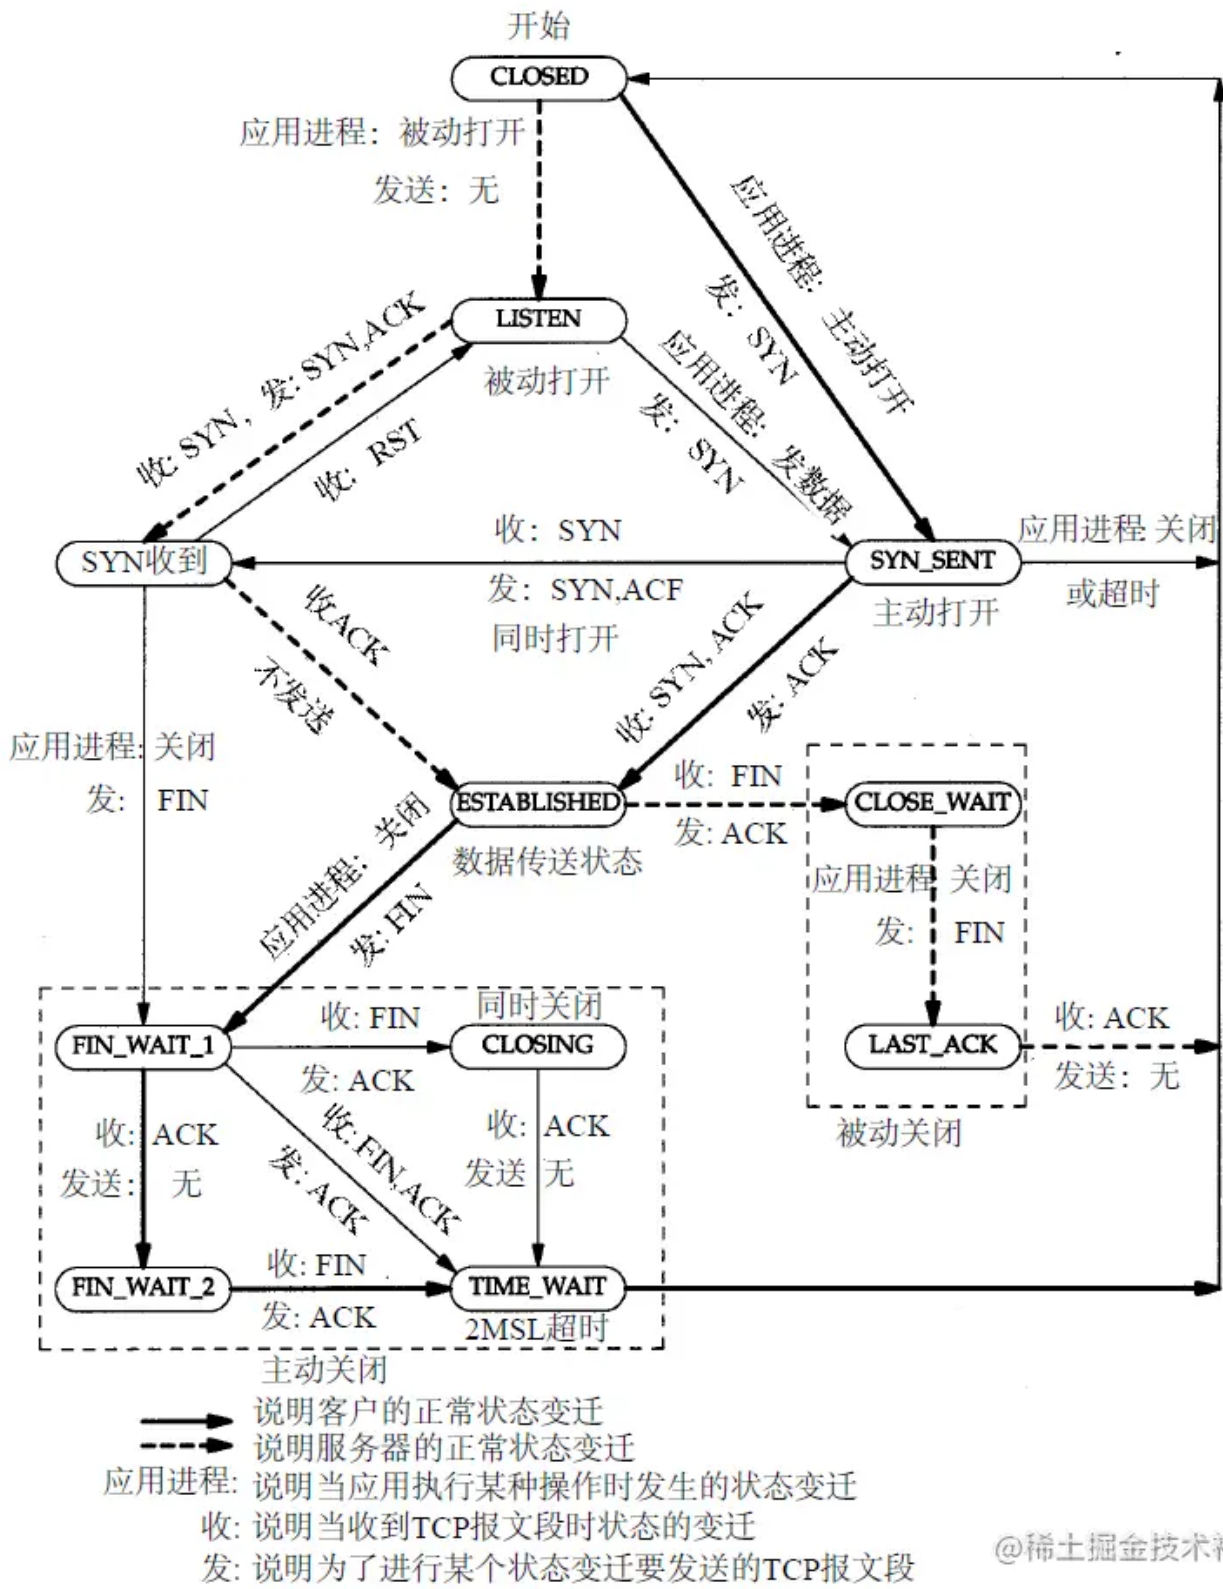 开始
CLOSED
应用进程：被动打开
发送：无
应用进程：主动打开
发：SYN
LISTEN
被动打开
收：SYN，发：SYN,ACK
收：RST
应用进程：发数据
发：SYN
收：SYN
SYN收到
SYN_SENT
应用进程：关闭
或超时
发：SYN,ACF
同时打开
主动打开
收ACK
不发送
收：SYN，ACK
发：ACK
应用进程：关闭
发：FIN
收：FIN
ESTABLISHED
CLOSE_WAIT
发：ACK
数据传送状态
应用进程：关闭
发：FIN
应用进程 关闭
发：FIN
同时关闭
收：FIN
FIN_WAIT_1
CLOSING
LAST_ACK
收：ACK
发送：无
发：ACK
被动关闭
收：ACK
发送：无
收：FIN,ACK
发：ACK
收：ACK
发送 无
收：FIN
FIN_WAIT_2
TIME_WAIT
发：ACK
2MSL超时
主动关闭
说明客户的正常状态变迁
说明服务器的正常状态变迁
应用进程：说明当应用执行某种操作时发生的状态变迁
收：说明当收到TCP报文段时状态的变迁
发：说明为了进行某个状态变迁要发送的TCP报文段
@稀土掘金技术